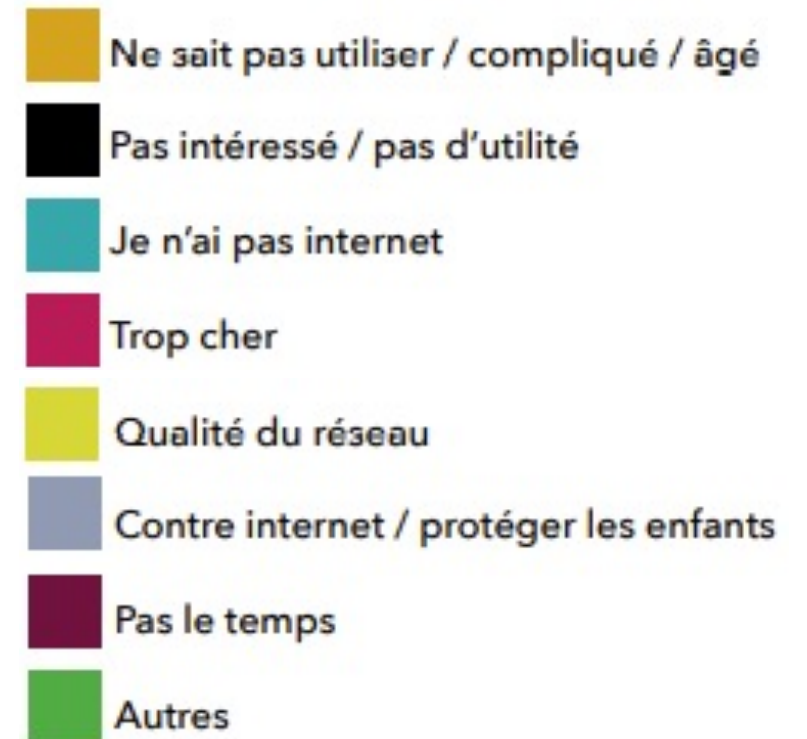 Ne sait pas utiliser / compliqué / âgé
Pas intéressé / pas d’utilité
Je n’ai pas internet
Trop cher
Qualité du réseau
Contre internet / protéger les enfants
Pas le temps
Autres